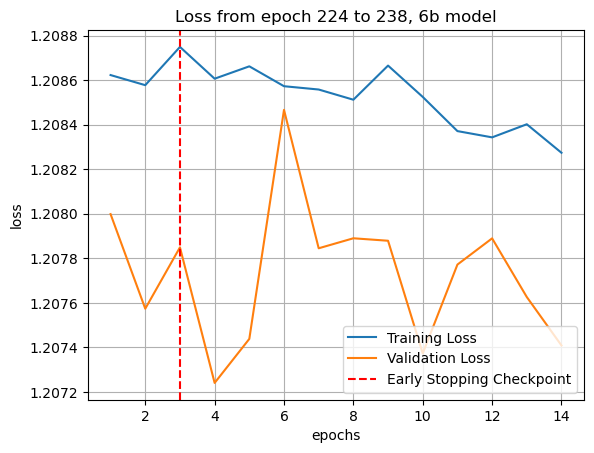 Loss from epoch 224 to 238, 6b model
1.2088
1.2086
1.2084
1.2082
1.2080
1.2078
1.2076
1.2074
1.2072
loss
2 4 6 8 10 12 14
epochs
Training Loss
Validation Loss
Early Stopping Checkpoint